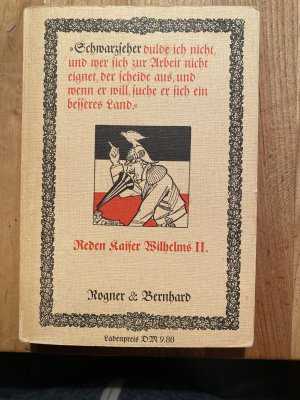 »Schwarzseher dulde ich nicht,
und wer sich zur Arbeit nicht
eignet, der scheide aus, und
wenn er will, suche er sich ein
besseres Land.«
Reden Kaiser Wilhelms II.
Rogner & Bernhard
Ladenpreis DM 9.80